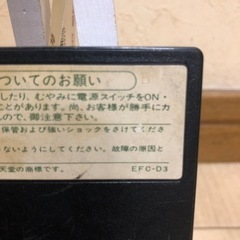 ついてのお願い
したり、むやみに電源スイッチをON・
ことがあります。尚、お客様が勝手にカ
んので、御注意下さい。
保管および強いショックをさけてくださ
しないようにしてください。故障の原因と
天堂の商標です。 EFC-D3